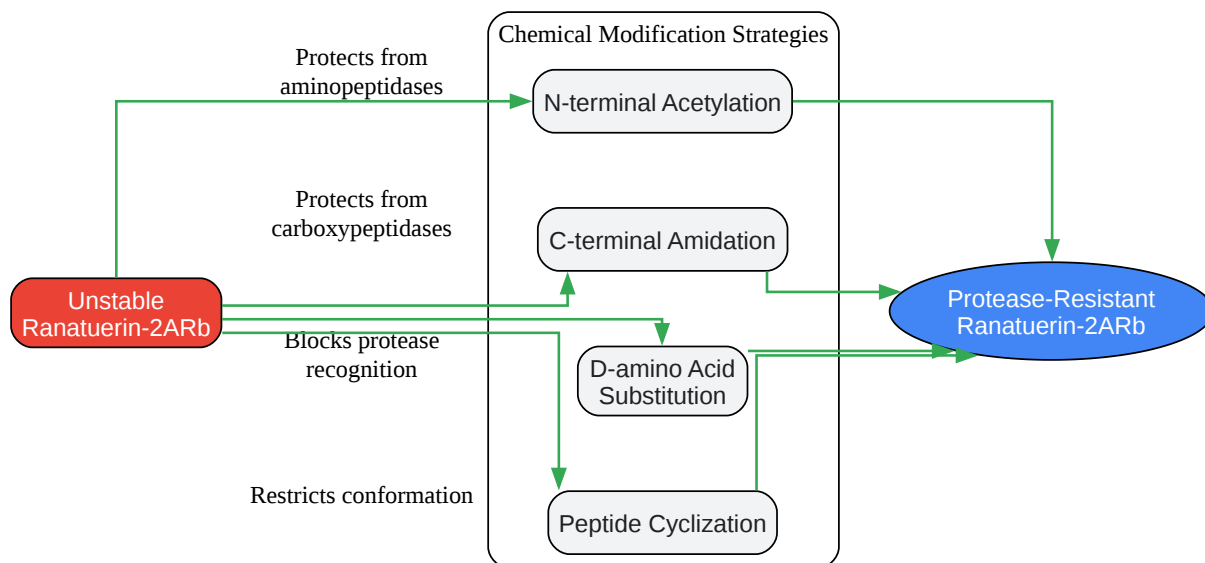 Chemical Modification Strategies
Protects from
aminopeptidases
N-terminal Acetylation
Protects from
carboxypeptidases
C-terminal Amidation
Unstable
Ranatuerin-2ARb
Protease-Resistant
Ranatuerin-2ARb
Blocks protease
recognition
D-amino Acid
Substitution
Restricts conformation
Peptide Cyclization